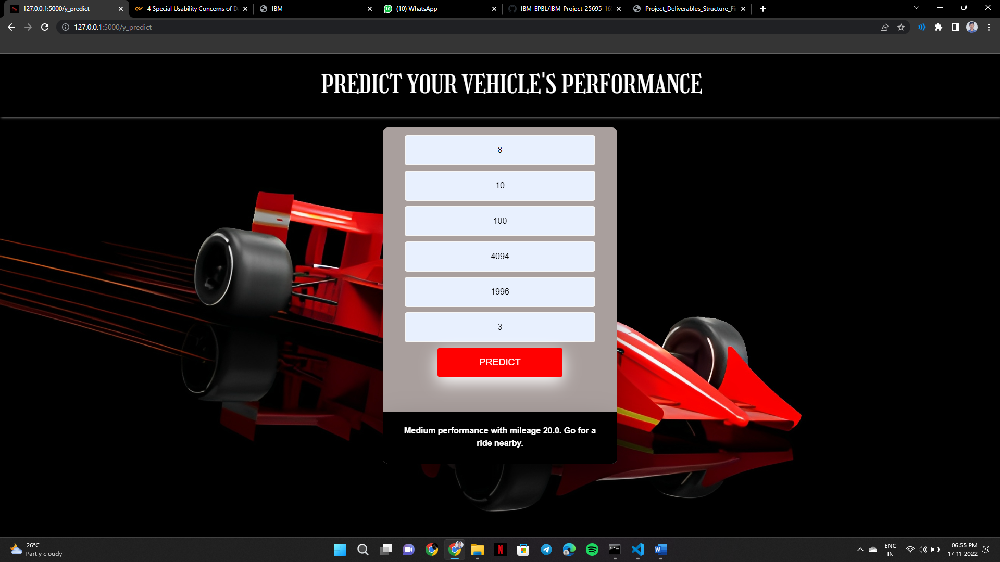 127.0.0.1:5000/y_predict
4 Special Usability Concerns of D
IBM
(10) WhatsApp
IBM-EPBL/IBM-Project-25695-16
Project_Deliverables_Structure_Fi
127.0.0.1:5000/y_predict
PREDICT YOUR VEHICLE'S PERFORMANCE
8
10
100
4094
1996
3
PREDICT
Medium performance with mileage 20.0. Go for a
ride nearby.
26°C
Partly cloudy
ENG
IN
06:55 PM
17-11-2022